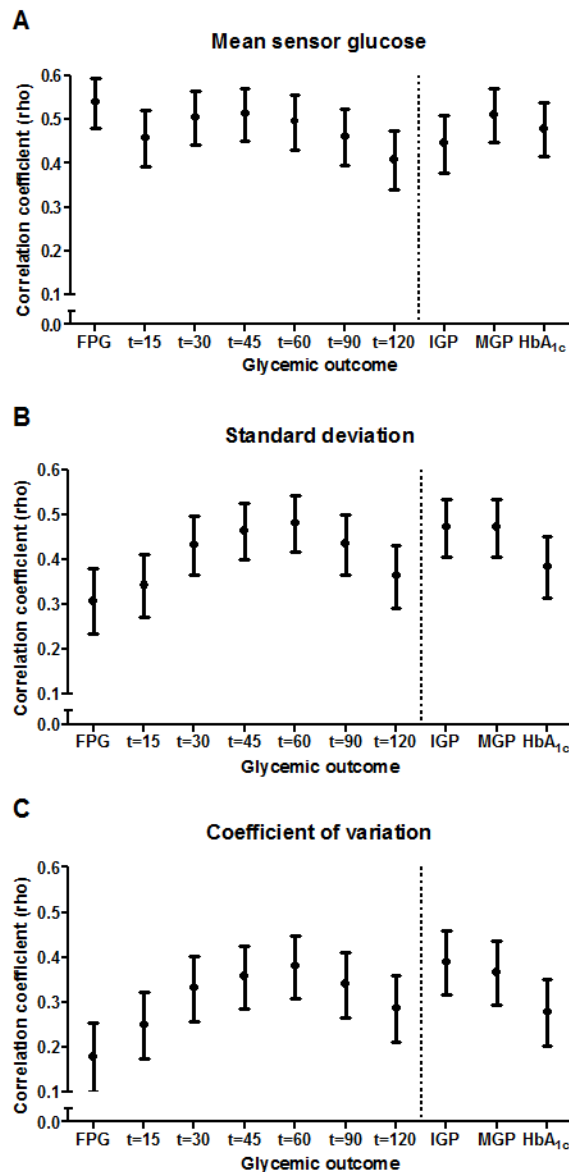 A
Mean sensor glucose
Correlation coefficient (rho)
0.6
0.5
0.4
0.3
0.2
0.1
0.0
FPG t=15 t=30 t=45 t=60 t=90 t=120 IGP MGP HbA1c
Glycemic outcome
B
Standard deviation
Correlation coefficient (rho)
0.6
0.5
0.4
0.3
0.2
0.1
0.0
FPG t=15 t=30 t=45 t=60 t=90 t=120 IGP MGP HbA1c
Glycemic outcome
C
Coefficient of variation
Correlation coefficient (rho)
0.6
0.5
0.4
0.3
0.2
0.1
0.0
FPG t=15 t=30 t=45 t=60 t=90 t=120 IGP MGP HbA1c
Glycemic outcome